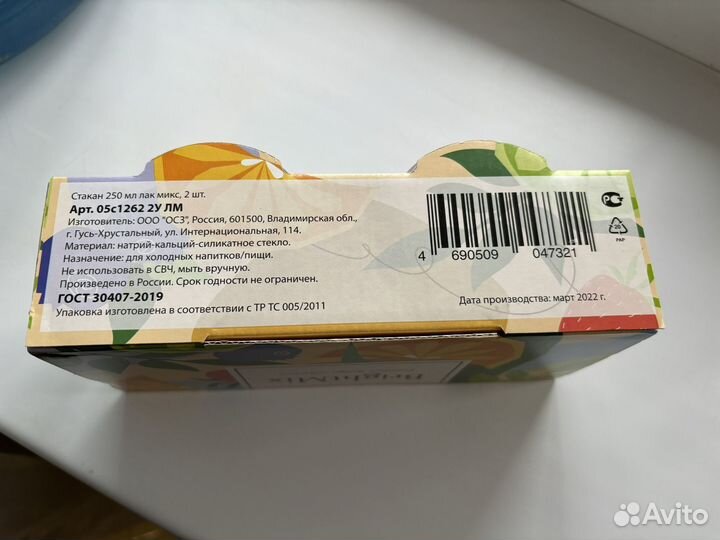 Стакан 250 мл лак микс, 2 шт.
Арт. 05с1262 2У ЛМ
Изготовитель: ООО "ОСЗ", Россия, 601500, Владимирская обл.,
г. Гусь-Хрустальный, ул. Интернациональная, 114.
Материал: натрий-кальций-силикатное стекло.
Назначение: для холодных напитков/пищи.
Не использовать в СВЧ, мыть вручную.
Произведено в России. Срок годности не ограничен.
ГОСТ 30407-2019
Упаковка изготовлена в соответствии с ТР ТС 005/2011
4 690509 047321
20
PAP
Дата производства: март 2022 г.
BrightMix
Avito